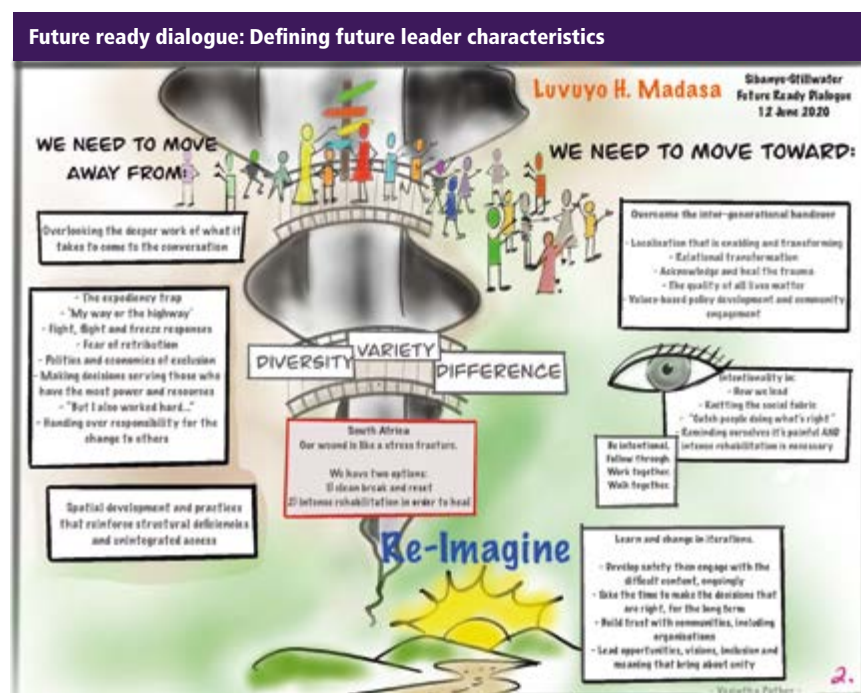 Future ready dialogue: Defining future leader characteristics
Luvuyo H. Madasa
Sibanye-Stillwater
Future Ready Dialogue
12 June 2020
WE NEED TO MOVE
AWAY FROM:
Overlooking the deeper work of what it
takes to come to the conversation
- The expediency trap
- 'My way or the highway'
- Fight, flight and freeze responses
- Fear of retribution
- Politics and economics of exclusion
- Making decisions serving those who
have the most power and resources
- "But I also worked hard..."
- Handing over responsibility for the
change to others
Spatial development and practices
that reinforce structural deficiencies
and unintegrated access
DIVERSITY
VARIETY
DIFFERENCE
South Africa
Our wound is like a stress fracture.
We have two options:
1) clean break and reset
2) intense rehabilitation in order to heal
Re-Imagine
WE NEED TO MOVE TOWARD:
Overcome the inter-generational handover
- Localisation that is enabling and transforming
- Relational transformation
- Acknowledge and heal the trauma
- The quality of all lives matter
- Values-based policy development and community
engagement
Intentionality in:
- How we lead
- Knitting the social fabric
- "Catch people doing what's right"
- Reminding ourselves it's painful AND
intense rehabilitation is necessary
Be intentional.
Follow through.
Work together.
Walk together.
Learn and change in iterations.
- Develop safety then engage with the
difficult content, ongoingly
- Take the time to make the decisions that
are right, for the long term
- Build trust with communities, including
organisations
- Lead opportunities, visions, inclusion and
meaning that bring about unity
2.